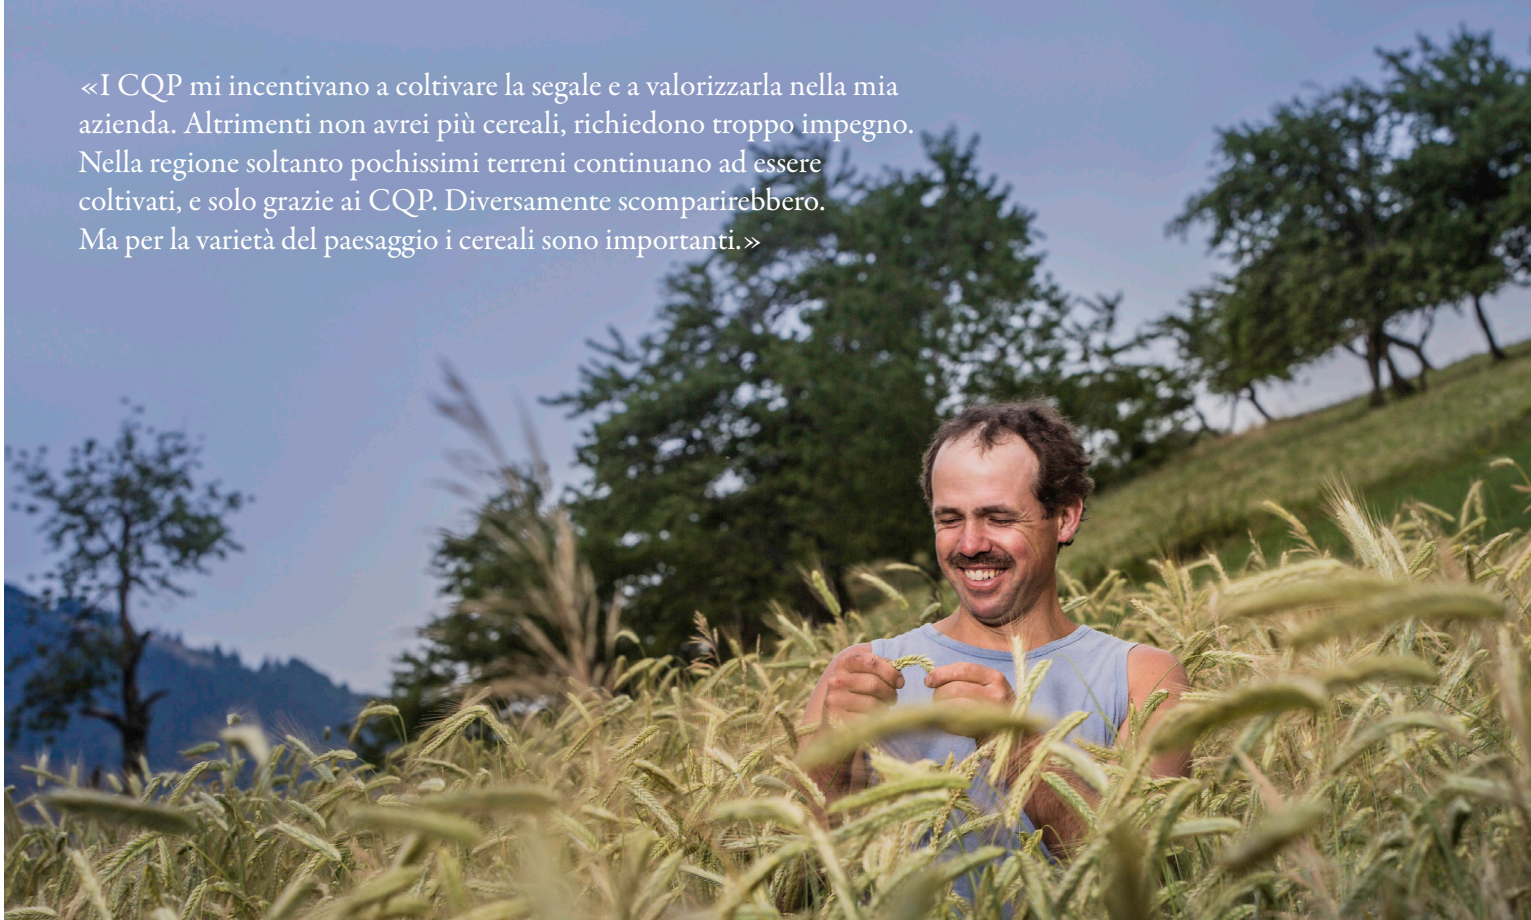 «I CQP mi incentivano a coltivare la segale e a valorizzarla nella mia
azienda. Altrimenti non avrei più cereali, richiedono troppo impegno.
Nella regione soltanto pochissimi terreni continuano ad essere
coltivati, e solo grazie ai CQP. Diversamente scomparirebbero.
Ma per la varietà del paesaggio i cereali sono importanti.»